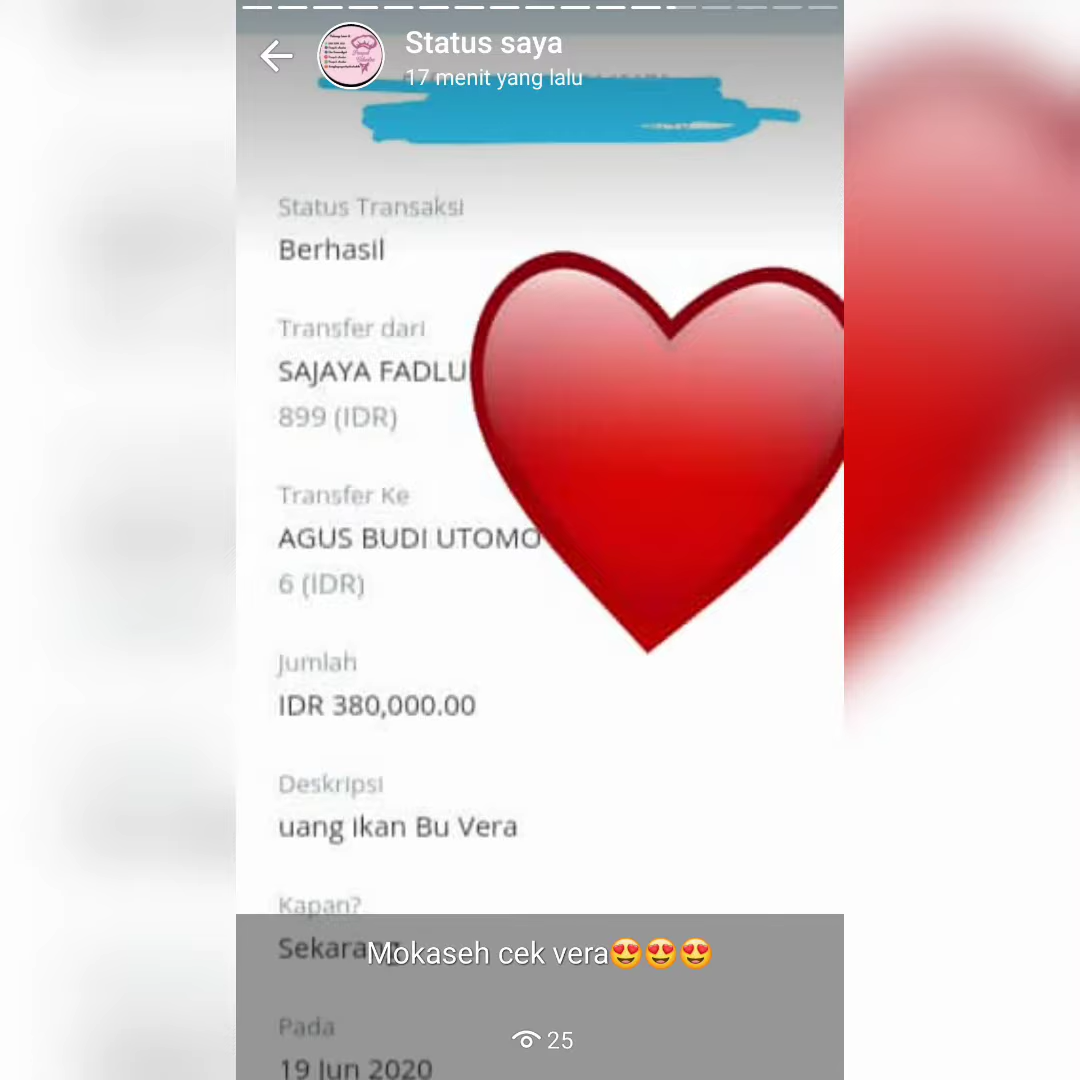 Status saya
17 menit yang lalu
Status Transaksi
Berhasil
Transfer dari
SAJAYA FADLU
899 (IDR)
Transfer Ke
AGUS BUDI UTOMO
6 (IDR)
Jumlah
IDR 380,000.00
Deskripsi
uang Ikan Bu Vera
Kapan?
Sekarang
Mokaseh cek vera😍😍😍
Pada
25
19 Jun 2020